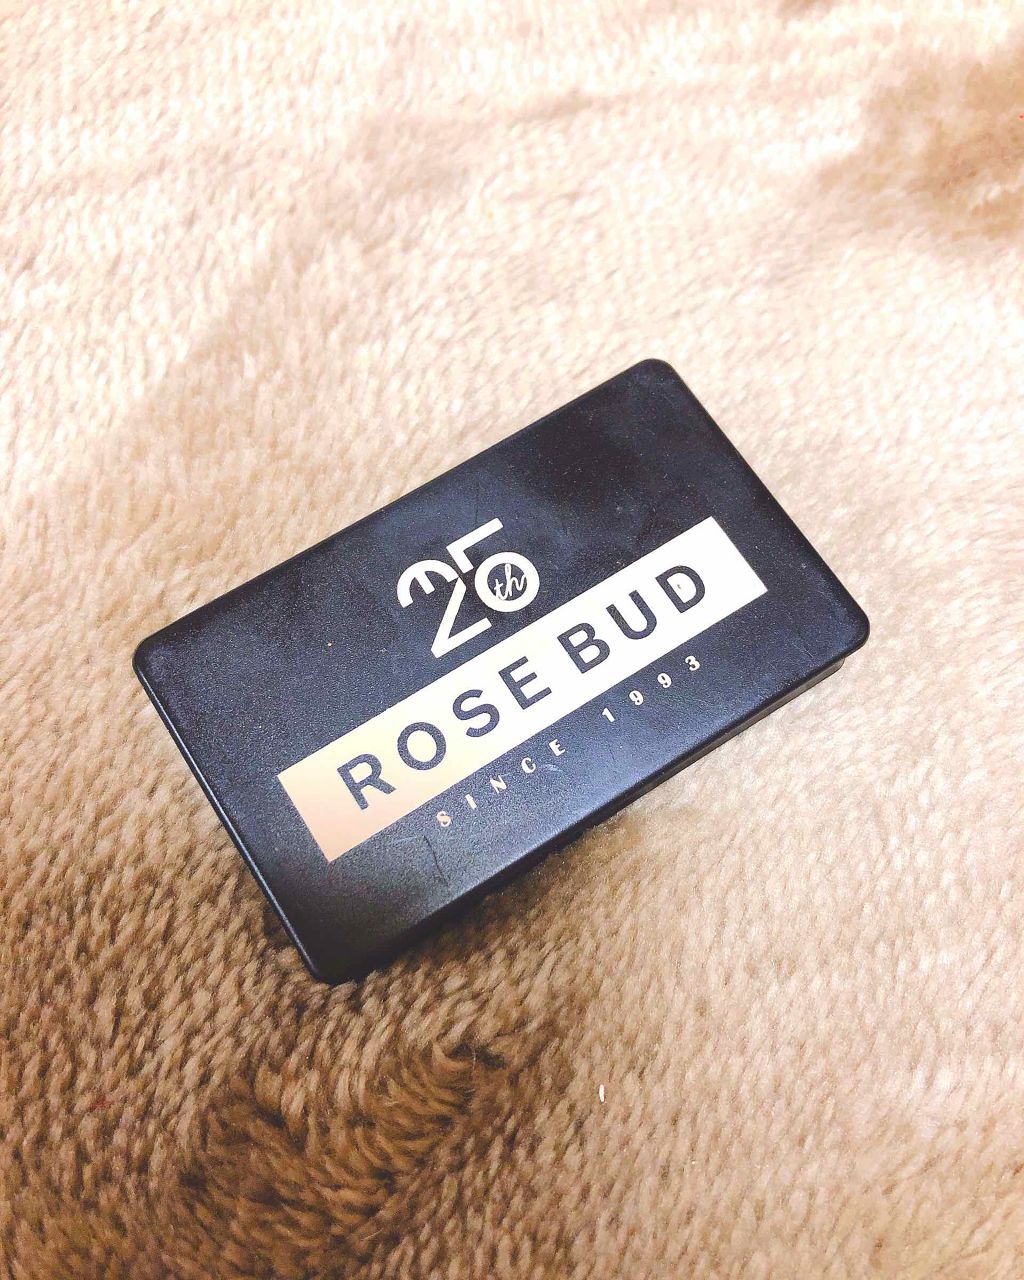 25th
ROSE BUD
SINCE 1993